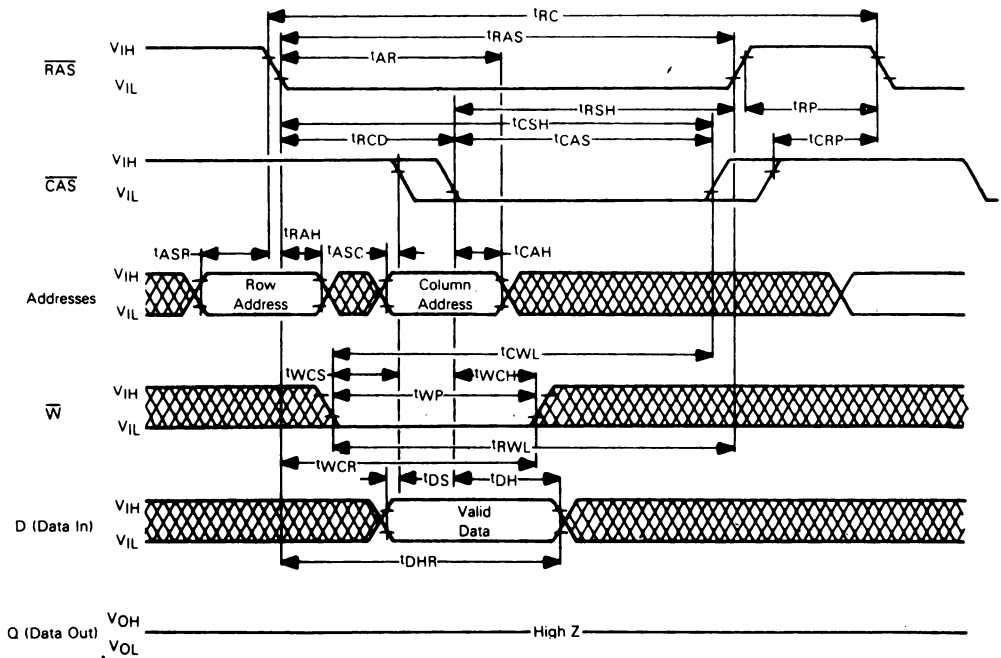 tRC
tRAS
tAR
RAS
VIH
VIL
tRSH
tRP
tCSH
tRCD
tCAS
tCRP
CAS
VIH
VIL
tASR
tRAH
tASC
tCAH
Addresses
VIH
VIL
Row
Address
Column
Address
tCWL
tWCS
tWCH
W
VIH
VIL
tWP
tRWL
tWCR
tDS
tDH
D (Data In)
VIH
VIL
Valid
Data
tDHR
Q (Data Out)
VOH
VOL
High Z